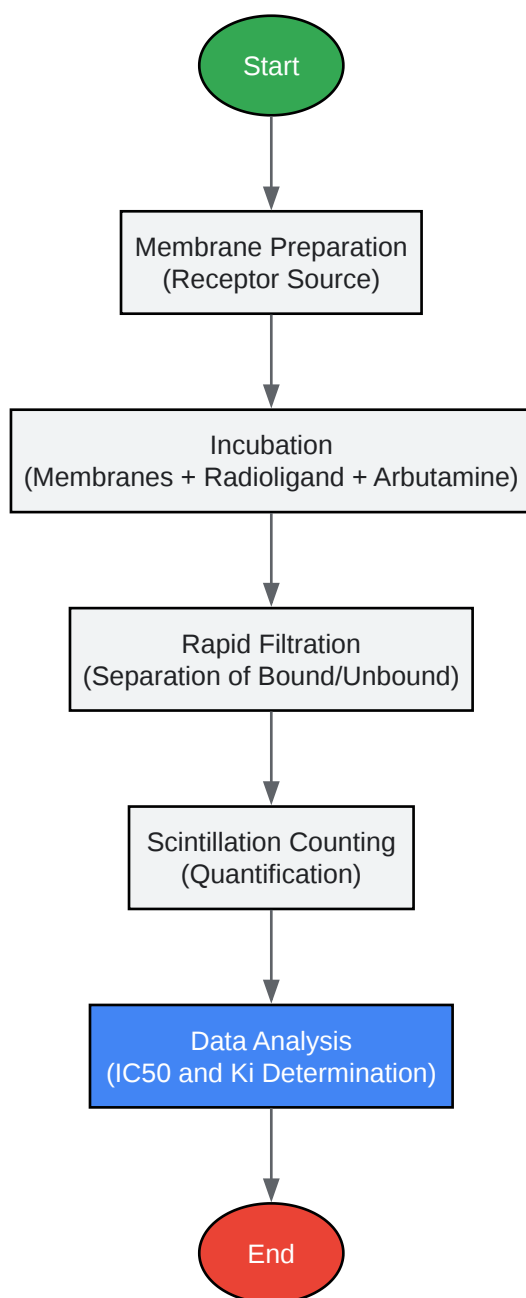 Start
Membrane Preparation
(Receptor Source)
Incubation
(Membranes + Radioligand + Arbutamine)
Rapid Filtration
(Separation of Bound/Unbound)
Scintillation Counting
(Quantification)
Data Analysis
(IC50 and Ki Determination)
End